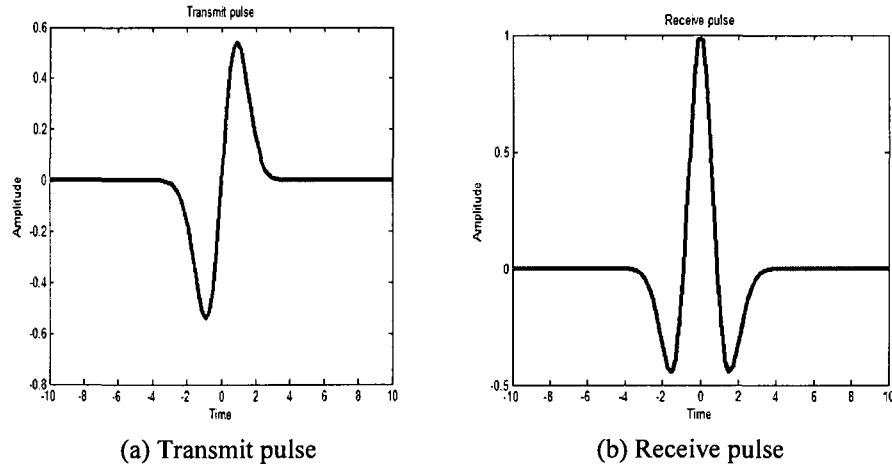 Transmit pulse
0.6
0.4
0.2
0
-0.2
-0.4
-0.6
-0.8
Amplitude
-10 -8 -6 -4 -2 0 2 4 6 8 10
Time
(a) Transmit pulse
Receive pulse
1
0.5
0
-0.5
Amplitude
-10 -8 -6 -4 -2 0 2 4 6 8 10
Time
(b) Receive pulse